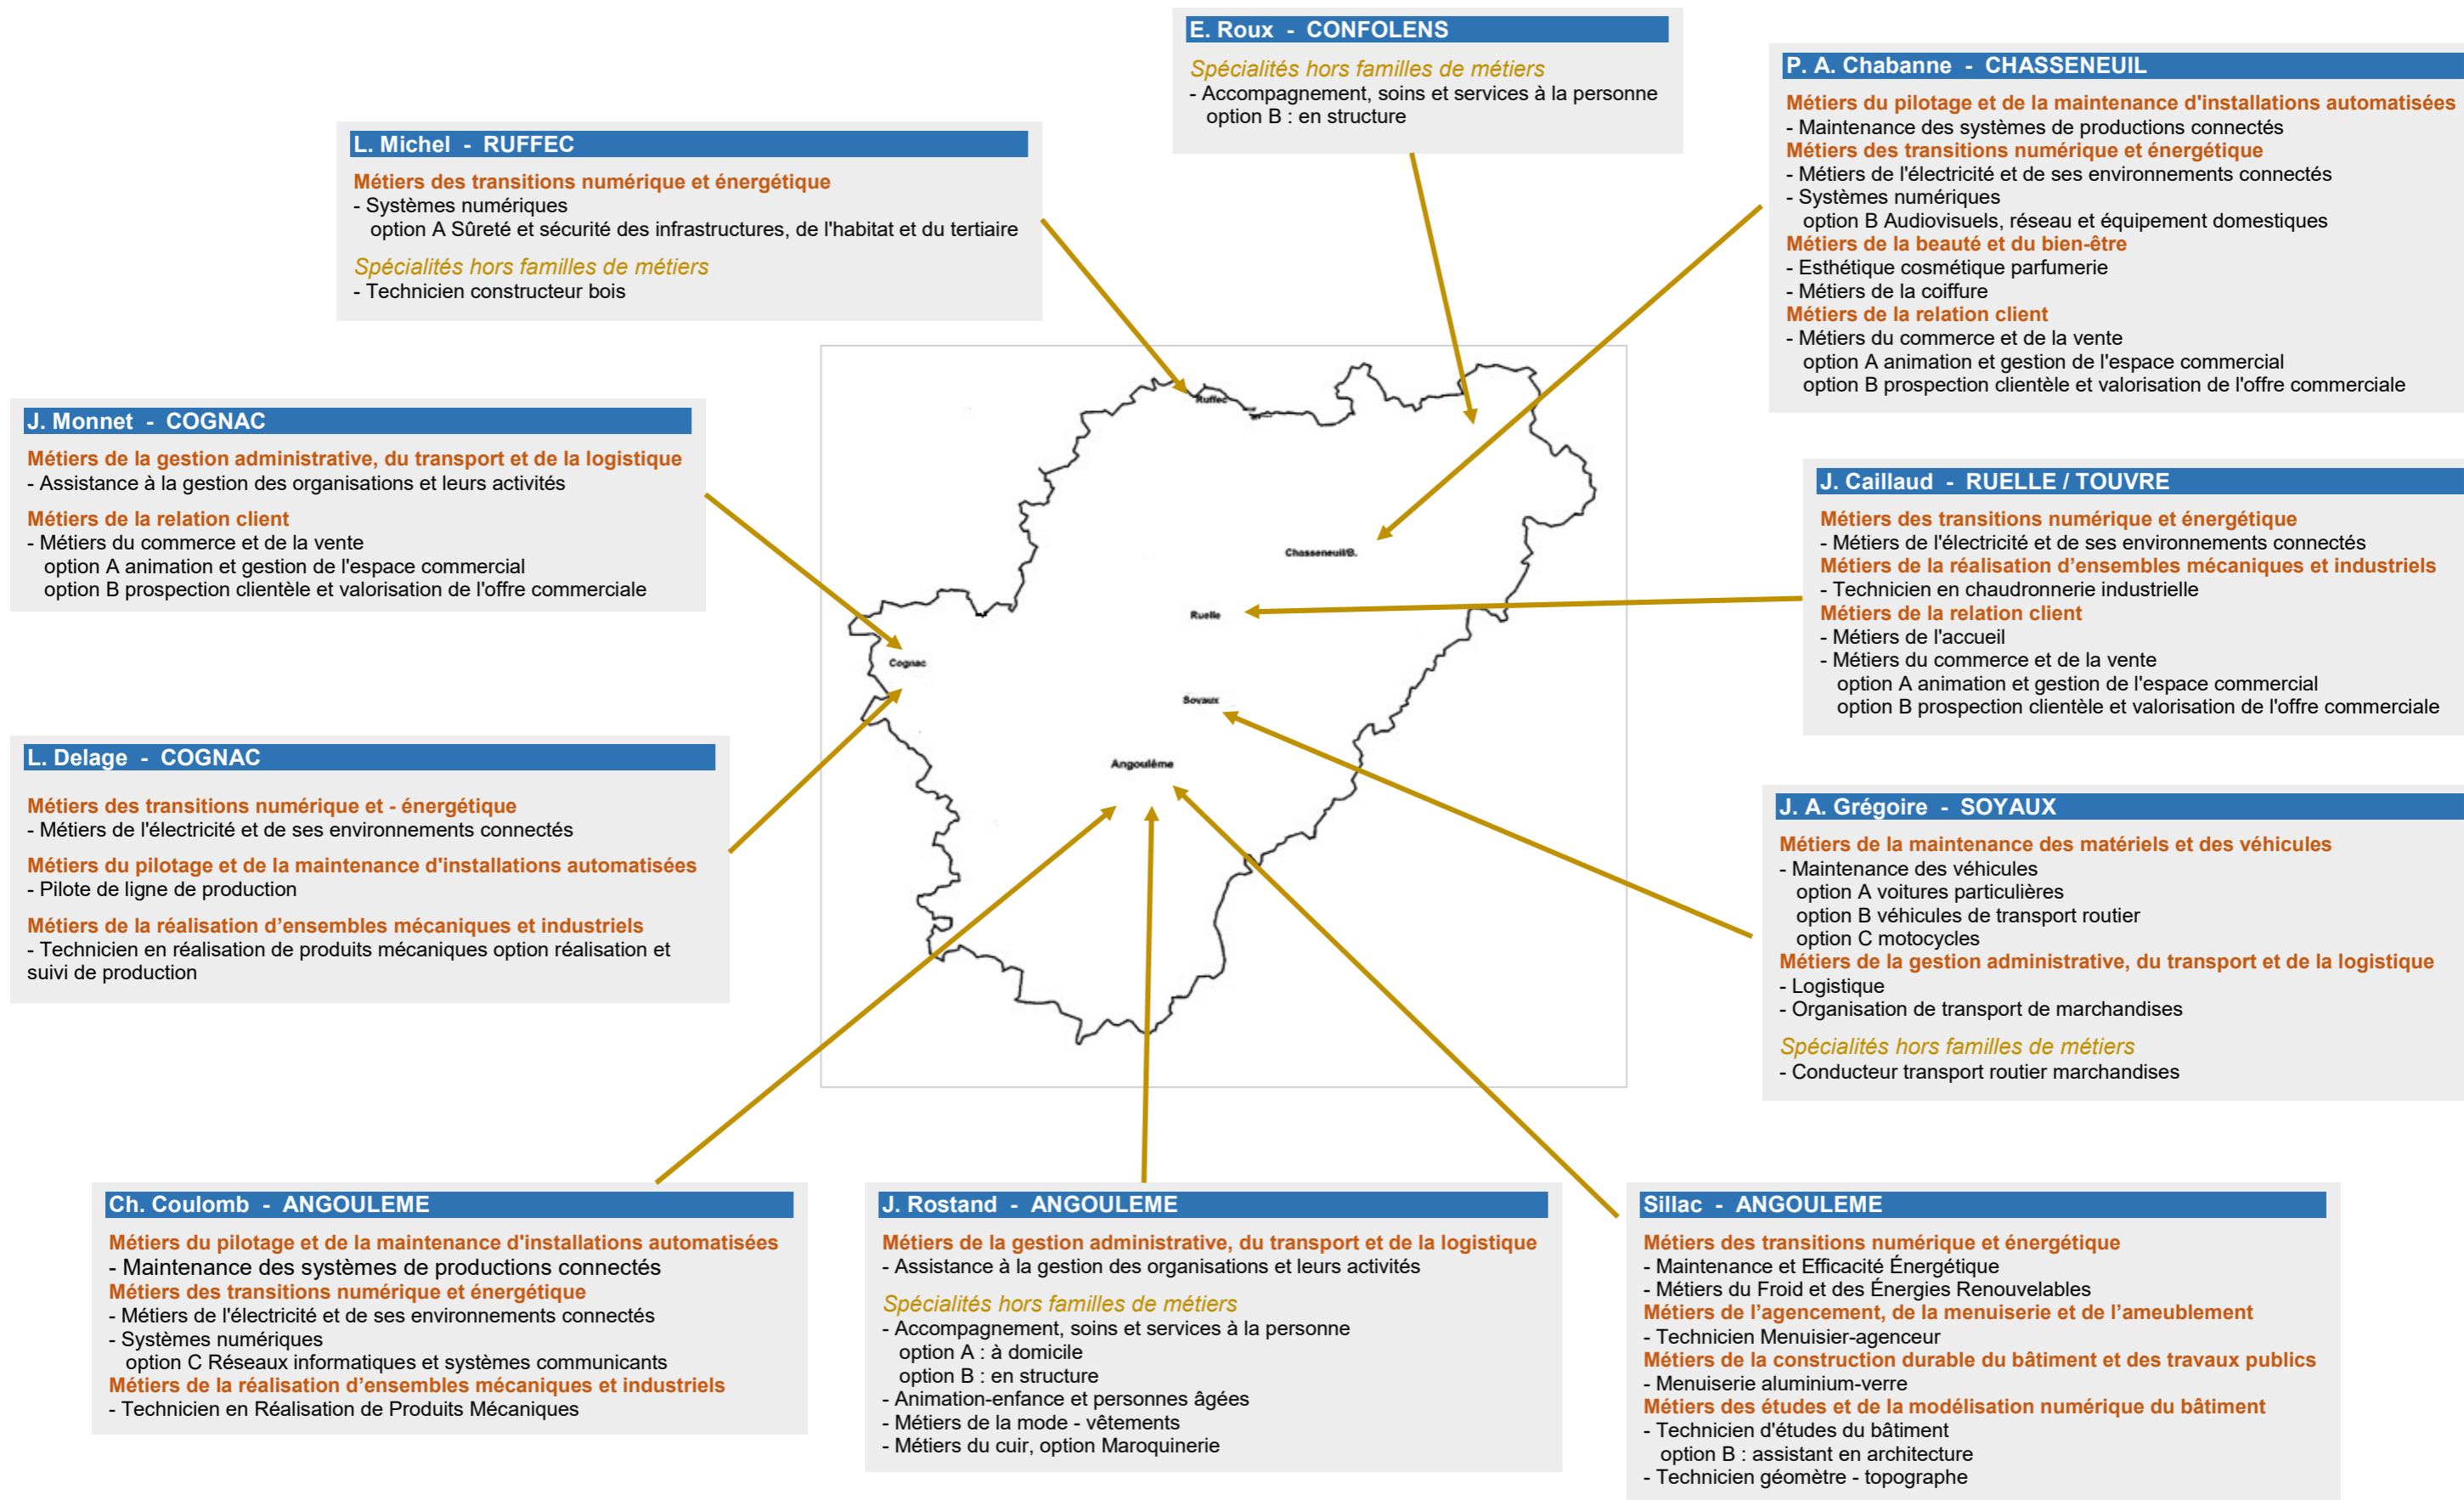 E. Roux - CONFOLENS
Spécialités hors familles de métiers
- Accompagnement, soins et services à la personne
option B : en structure
P. A. Chabanne - CHASSENEUIL
Métiers du pilotage et de la maintenance d'installations automatisées
- Maintenance des systèmes de productions connectés
Métiers des transitions numérique et énergétique
- Métiers de l'électricité et de ses environnements connectés
- Systèmes numériques
option B Audiovisuels, réseau et équipement domestiques
Métiers de la beauté et du bien-être
- Esthétique cosmétique parfumerie
- Métiers de la coiffure
Métiers de la relation client
- Métiers du commerce et de la vente
option A animation et gestion de l'espace commercial
option B prospection clientèle et valorisation de l'offre commerciale
L. Michel - RUFFEC
Métiers des transitions numérique et énergétique
- Systèmes numériques
option A Sûreté et sécurité des infrastructures, de l'habitat et du tertiaire
Spécialités hors familles de métiers
- Technicien constructeur bois
J. Monnet - COGNAC
Métiers de la gestion administrative, du transport et de la logistique
- Assistance à la gestion des organisations et leurs activités
Métiers de la relation client
- Métiers du commerce et de la vente
option A animation et gestion de l'espace commercial
option B prospection clientèle et valorisation de l'offre commerciale
Ruffec
Chasseneuil/B.
Ruelle
Cognac
Soyaux
Angoulême
J. Caillaud - RUELLE / TOUVRE
Métiers des transitions numérique et énergétique
- Métiers de l'électricité et de ses environnements connectés
Métiers de la réalisation d’ensembles mécaniques et industriels
- Technicien en chaudronnerie industrielle
Métiers de la relation client
- Métiers de l'accueil
- Métiers du commerce et de la vente
option A animation et gestion de l'espace commercial
option B prospection clientèle et valorisation de l'offre commerciale
L. Delage - COGNAC
Métiers des transitions numérique et - énergétique
- Métiers de l'électricité et de ses environnements connectés
Métiers du pilotage et de la maintenance d'installations automatisées
- Pilote de ligne de production
Métiers de la réalisation d’ensembles mécaniques et industriels
- Technicien en réalisation de produits mécaniques option réalisation et
suivi de production
J. A. Grégoire - SOYAUX
Métiers de la maintenance des matériels et des véhicules
- Maintenance des véhicules
option A voitures particulières
option B véhicules de transport routier
option C motocycles
Métiers de la gestion administrative, du transport et de la logistique
- Logistique
- Organisation de transport de marchandises
Spécialités hors familles de métiers
- Conducteur transport routier marchandises
Ch. Coulomb - ANGOULEME
Métiers du pilotage et de la maintenance d'installations automatisées
- Maintenance des systèmes de productions connectés
Métiers des transitions numérique et énergétique
- Métiers de l'électricité et de ses environnements connectés
- Systèmes numériques
option C Réseaux informatiques et systèmes communicants
Métiers de la réalisation d’ensembles mécaniques et industriels
- Technicien en Réalisation de Produits Mécaniques
J. Rostand - ANGOULEME
Métiers de la gestion administrative, du transport et de la logistique
- Assistance à la gestion des organisations et leurs activités
Spécialités hors familles de métiers
- Accompagnement, soins et services à la personne
option A : à domicile
option B : en structure
- Animation-enfance et personnes âgées
- Métiers de la mode - vêtements
- Métiers du cuir, option Maroquinerie
Sillac - ANGOULEME
Métiers des transitions numérique et énergétique
- Maintenance et Efficacité Énergétique
- Métiers du Froid et des Énergies Renouvelables
Métiers de l’agencement, de la menuiserie et de l’ameublement
- Technicien Menuisier-agenceur
Métiers de la construction durable du bâtiment et des travaux publics
- Menuiserie aluminium-verre
Métiers des études et de la modélisation numérique du bâtiment
- Technicien d'études du bâtiment
option B : assistant en architecture
- Technicien géomètre - topographe